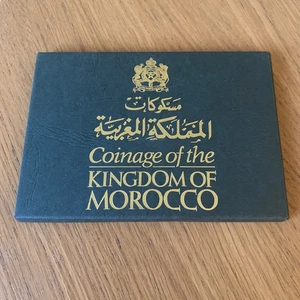 مسكوكات
المملكة المغربية
Coinage of the
KINGDOM OF
MOROCCO